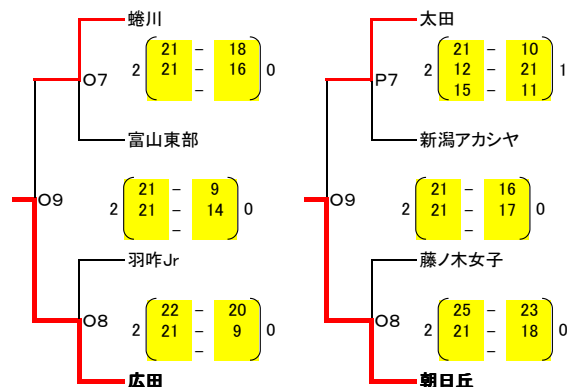 蜷川
21 － 18
2 21 － 16 0
－
O7
富山東部
21 － 9
2 21 － 14 0
－
O9
羽咋Jr
22 － 20
O8
2 21 － 9 0
－
広田
太田
21 － 10
2 12 － 21 1
15 － 11
P7
新潟アカシヤ
21 － 16
2 21 － 17 0
－
O9
藤ノ木女子
25 － 23
O8
2 21 － 18 0
－
朝日丘